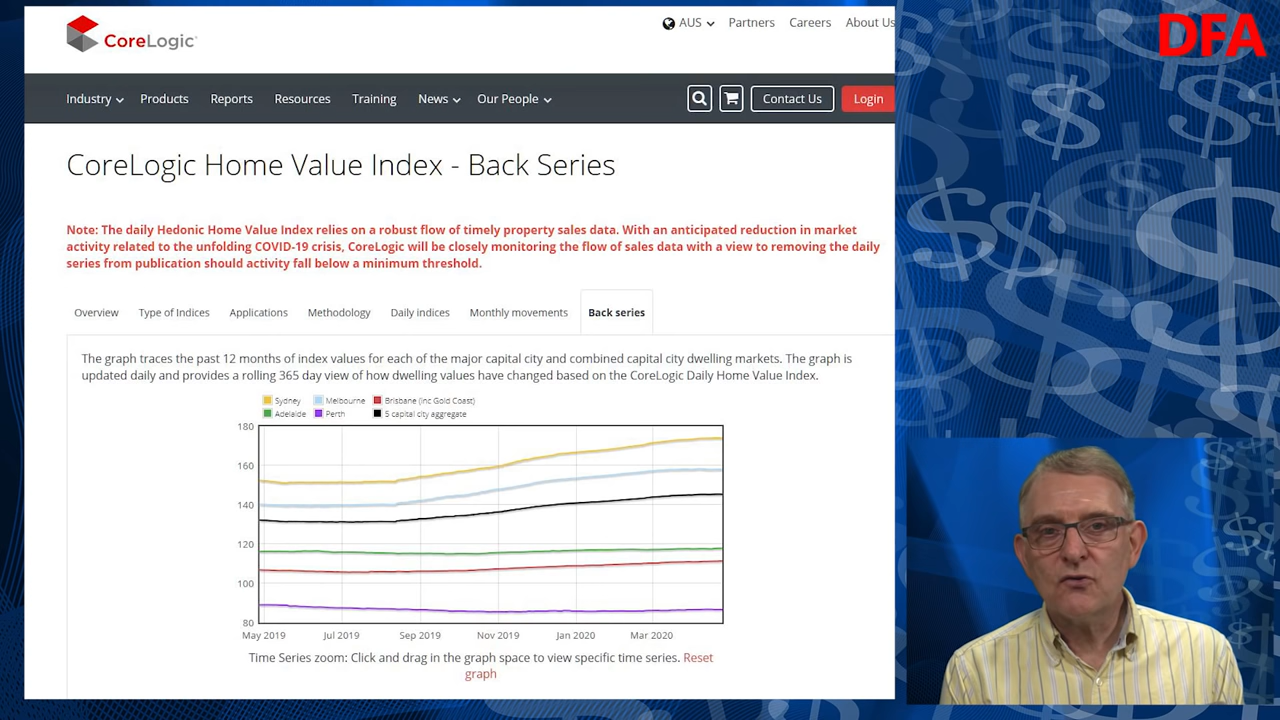 CoreLogic
AUS Partners Careers About Us
DFA
Industry Products Reports Resources Training News Our People Contact Us Login
CoreLogic Home Value Index - Back Series
Note: The daily Hedonic Home Value Index relies on a robust flow of timely property sales data. With an anticipated reduction in market
activity related to the unfolding COVID-19 crisis, CoreLogic will be closely monitoring the flow of sales data with a view to removing the daily
series from publication should activity fall below a minimum threshold.
Overview Type of Indices Applications Methodology Daily indices Monthly movements Back series
The graph traces the past 12 months of index values for each of the major capital city and combined capital city dwelling markets. The graph is
updated daily and provides a rolling 365 day view of how dwelling values have changed based on the CoreLogic Daily Home Value Index.
Sydney Melbourne Brisbane (inc Gold Coast)
Adelaide Perth 5 capital city aggregate
180
160
140
120
100
80
May 2019 Jul 2019 Sep 2019 Nov 2019 Jan 2020 Mar 2020
Time Series zoom: Click and drag in the graph space to view specific time series. Reset
graph